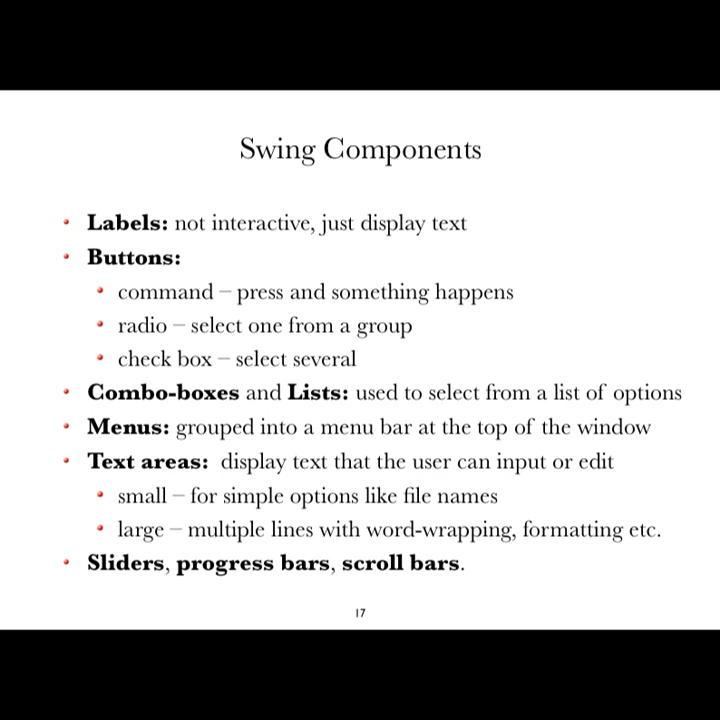 Swing Components
• Labels: not interactive, just display text
• Buttons:
• command – press and something happens
• radio – select one from a group
• check box – select several
• Combo-boxes and Lists: used to select from a list of options
• Menus: grouped into a menu bar at the top of the window
• Text areas: display text that the user can input or edit
• small – for simple options like file names
• large – multiple lines with word-wrapping, formatting etc.
• Sliders, progress bars, scroll bars.
17